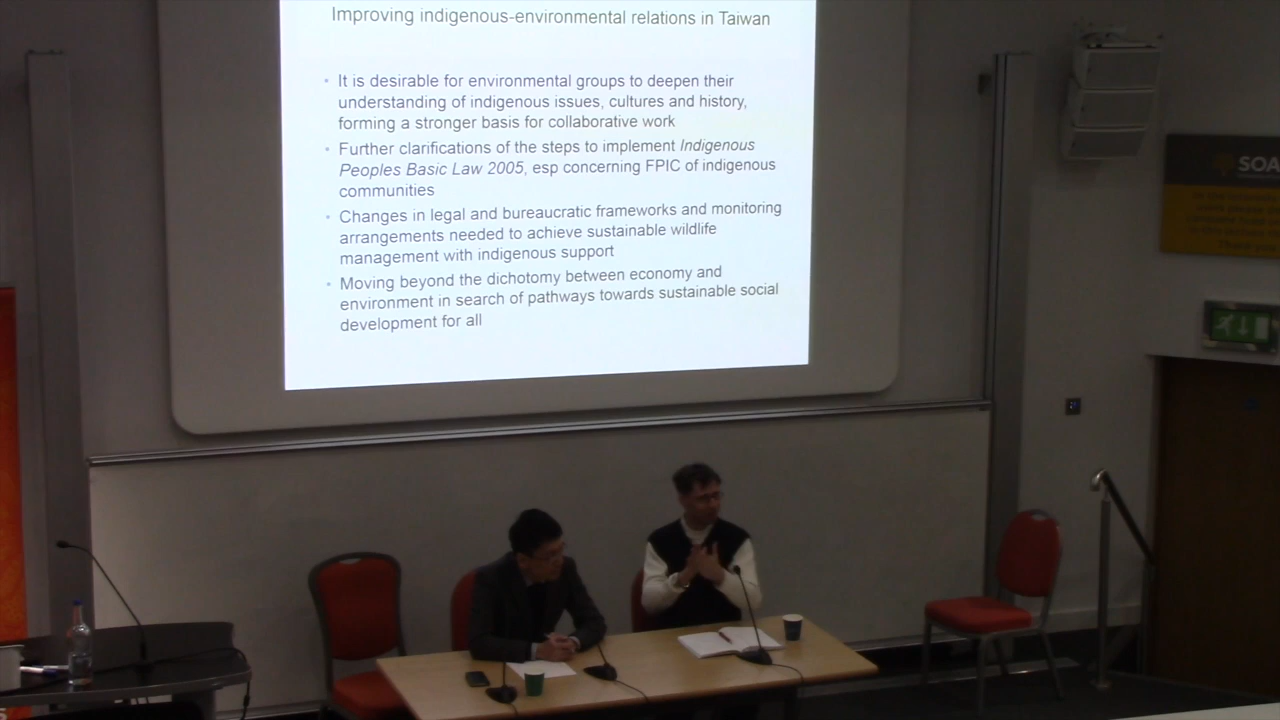 Improving indigenous-environmental relations in Taiwan
• It is desirable for environmental groups to deepen their
understanding of indigenous issues, cultures and history,
forming a stronger basis for collaborative work
• Further clarifications of the steps to implement Indigenous
Peoples Basic Law 2005, esp concerning FPIC of indigenous
communities
• Changes in legal and bureaucratic frameworks and monitoring
arrangements needed to achieve sustainable wildlife
management with indigenous support
• Moving beyond the dichotomy between economy and
environment in search of pathways towards sustainable social
development for all
SOA